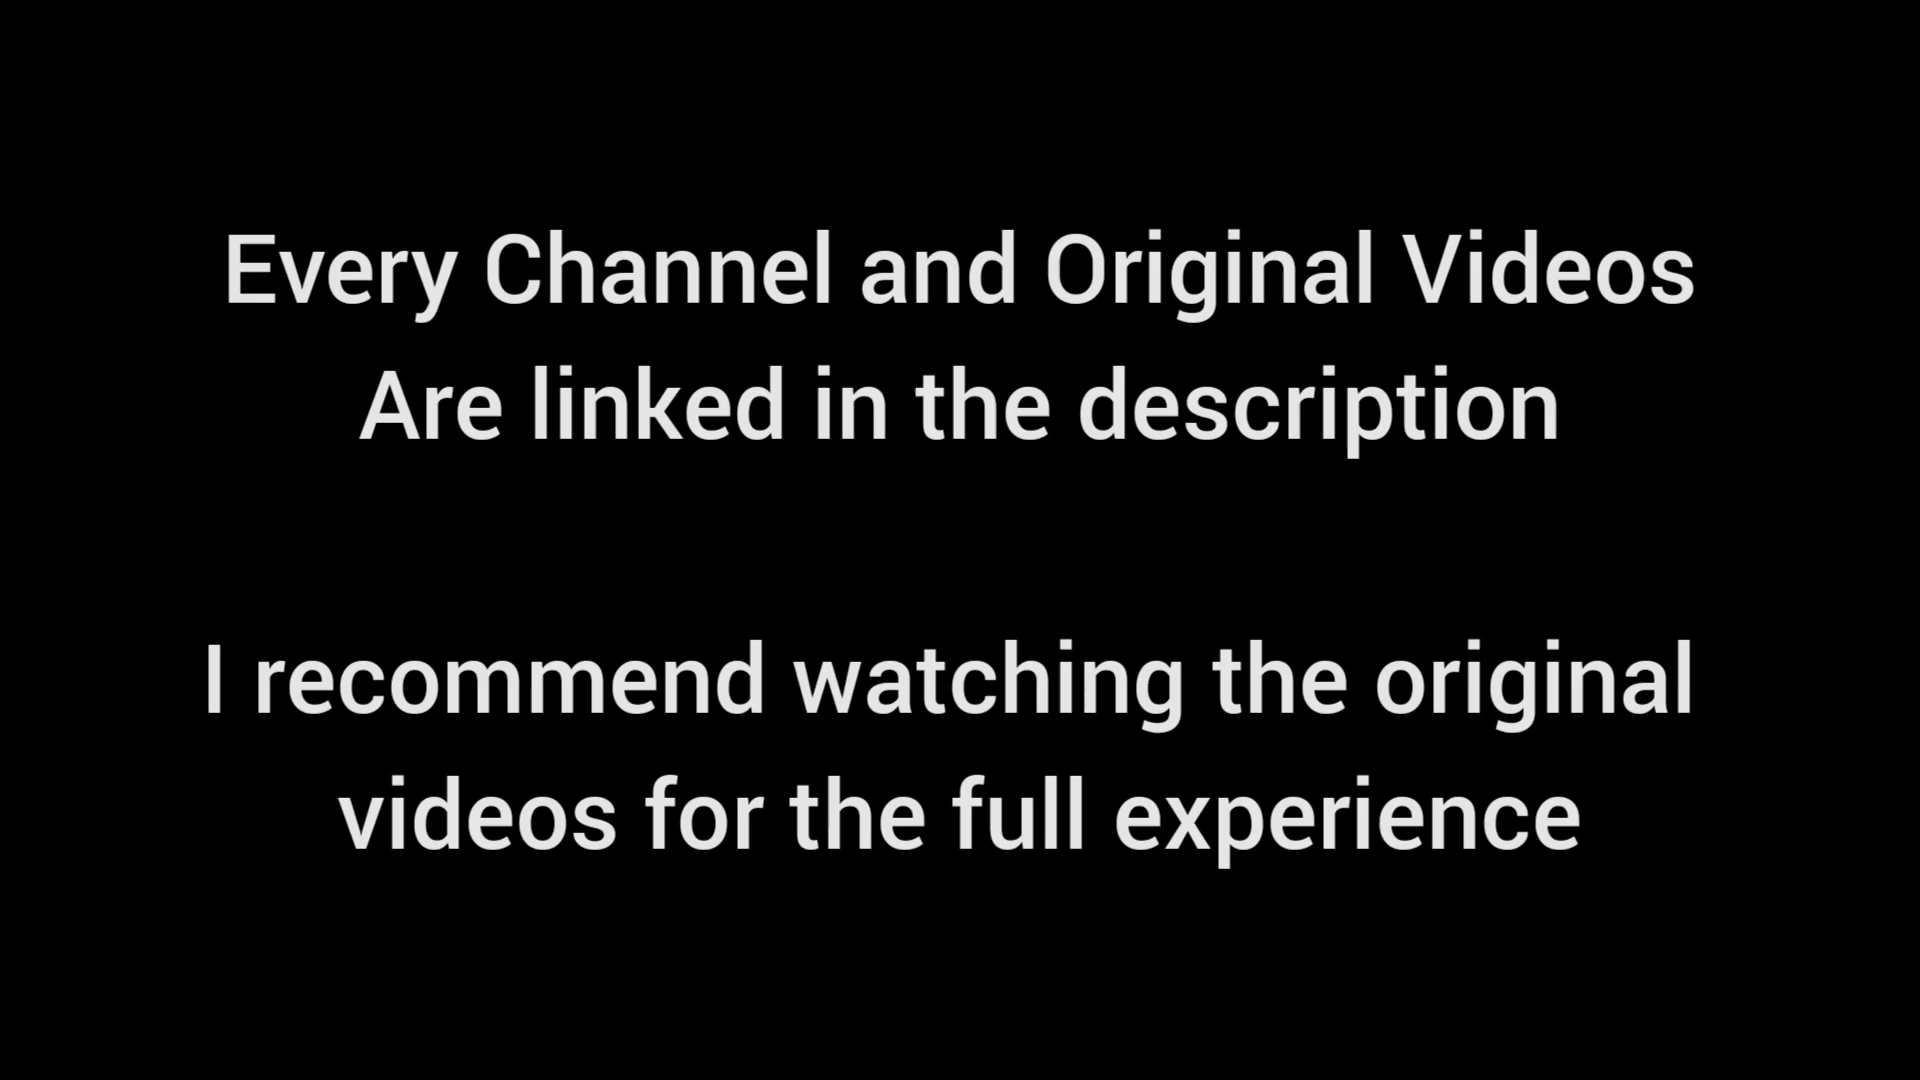 Every Channel and Original Videos
Are linked in the description
I recommend watching the original
videos for the full experience